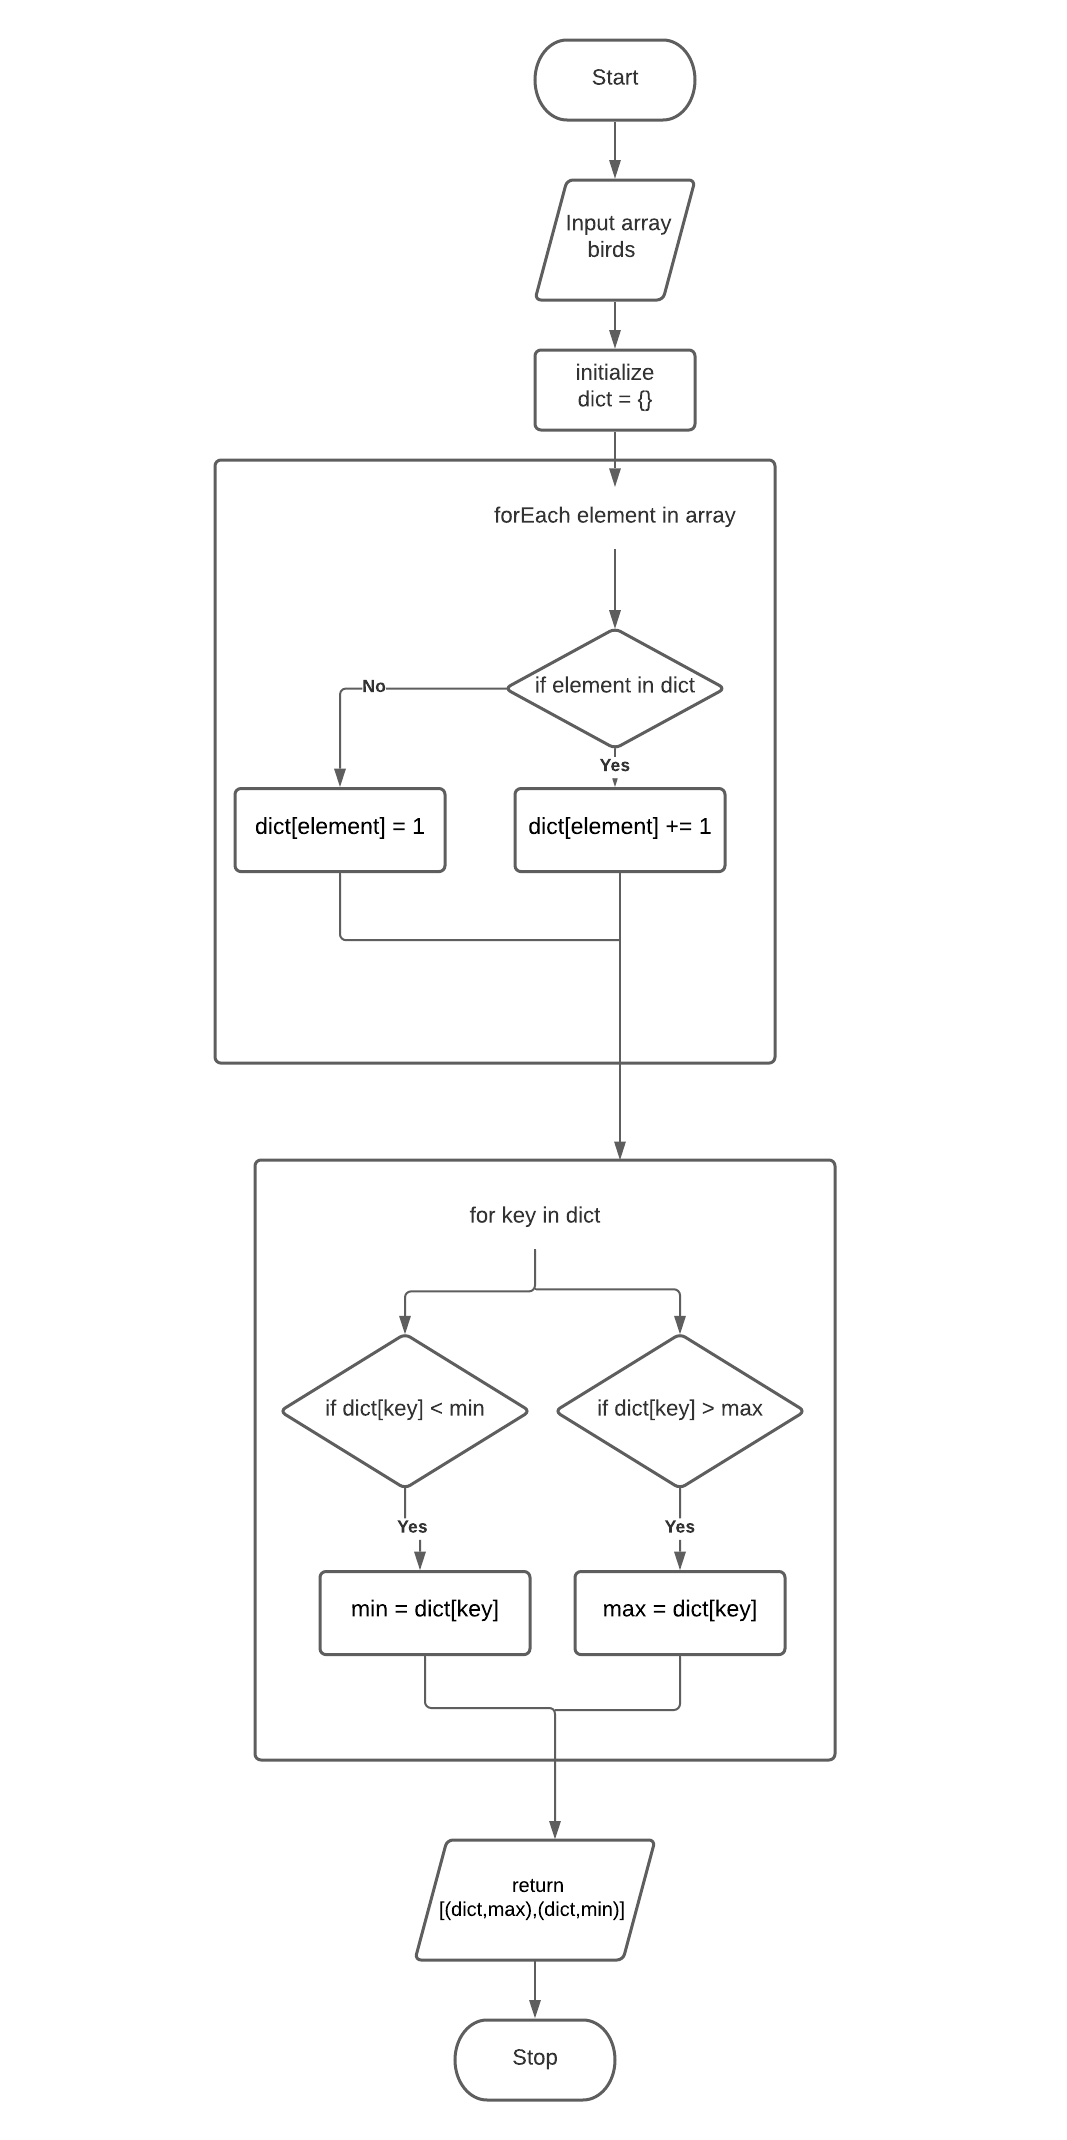 Start
Input array
birds
initialize
dict = {}
forEach element in array
if element in dict
No
Yes
dict[element] = 1
dict[element] += 1
for key in dict
if dict[key] < min
if dict[key] > max
Yes
Yes
min = dict[key]
max = dict[key]
return
[(dict,max),(dict,min)]
Stop